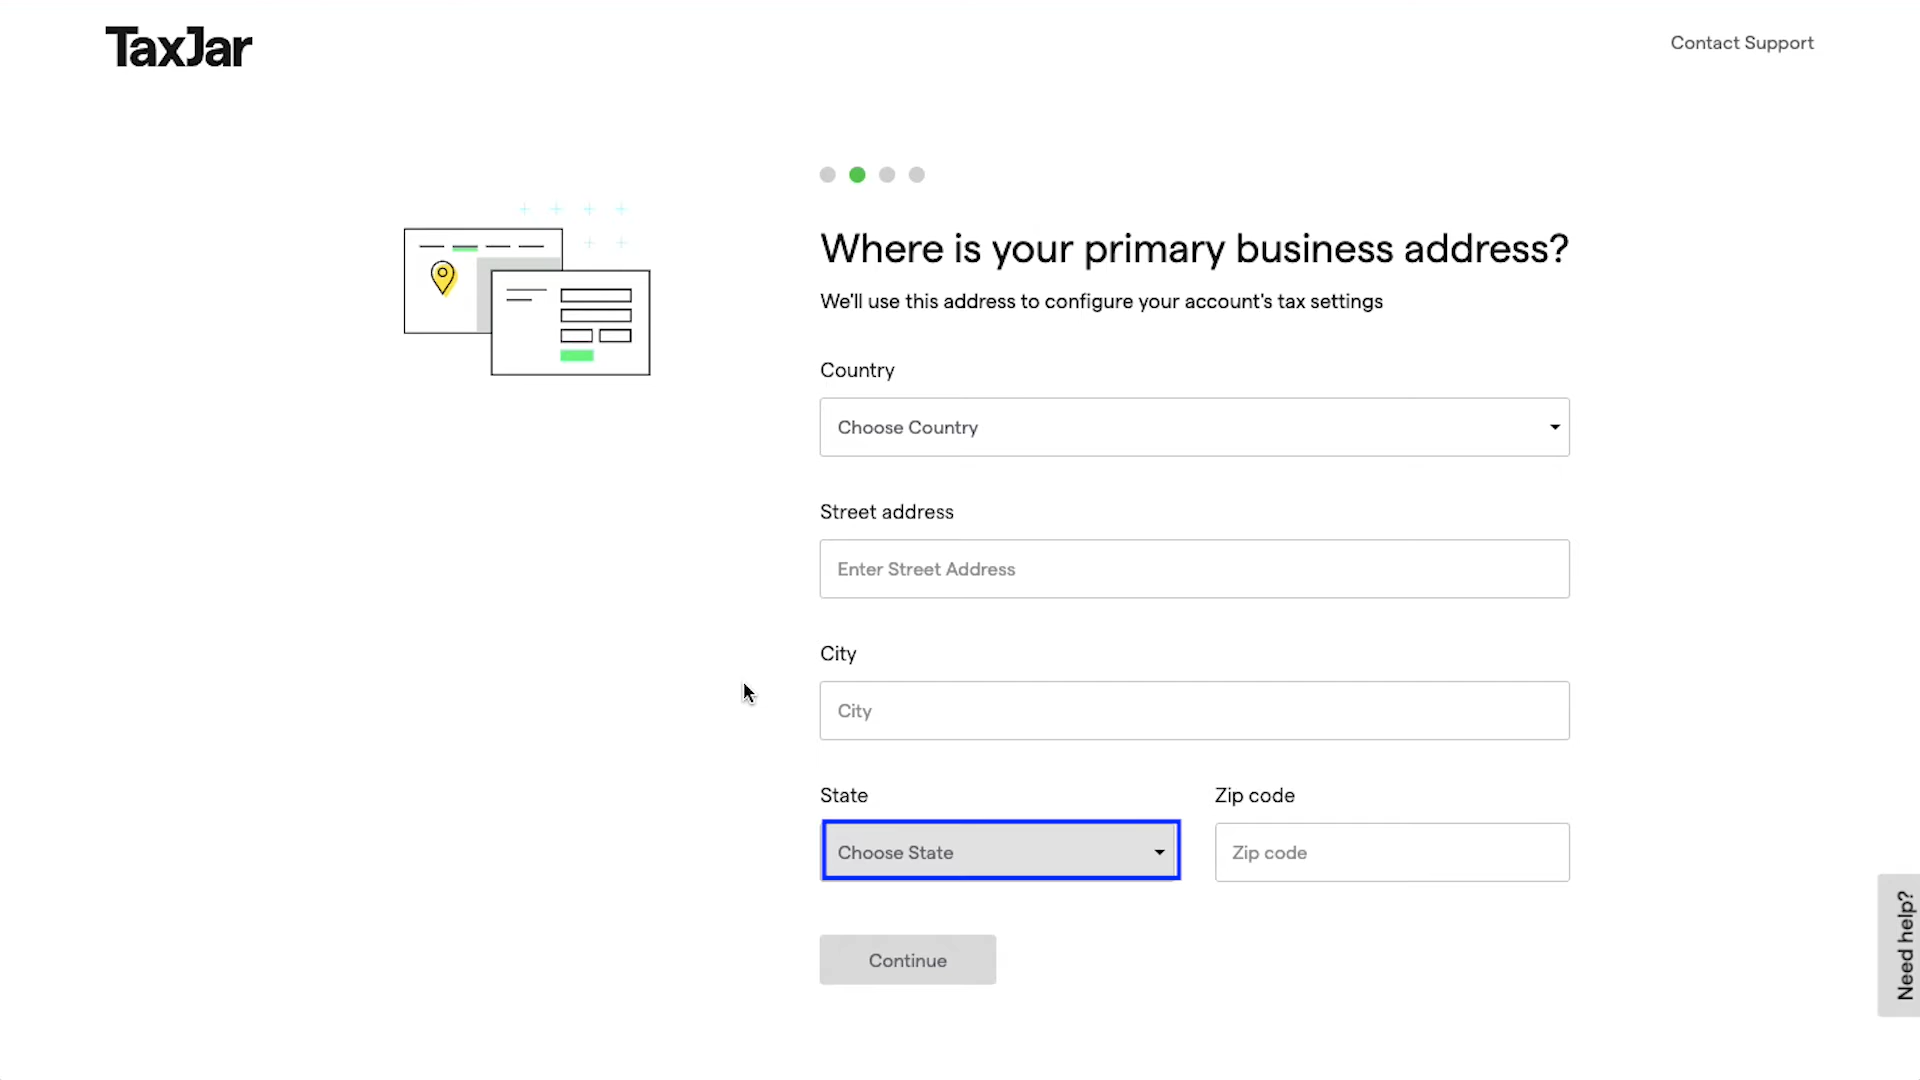 TaxJar
Contact Support
Where is your primary business address?
We'll use this address to configure your account's tax settings
Country
Choose Country
Street address
Enter Street Address
City
City
State
Zip code
Choose State
Zip code
Continue
Need help?